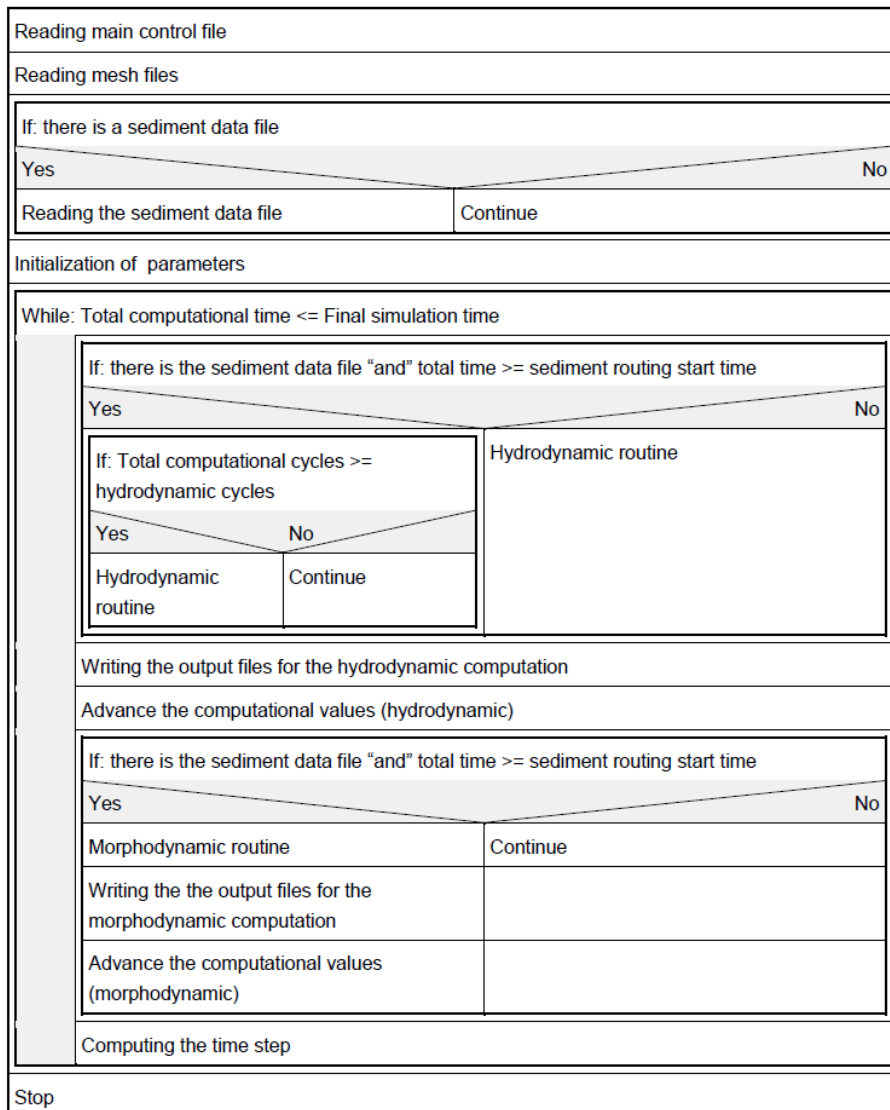 Reading main control file
Reading mesh files
If: there is a sediment data file
Yes No
Reading the sediment data file Continue
Initialization of parameters
While: Total computational time <= Final simulation time
If: there is the sediment data file “and” total time >= sediment routing start time
Yes No
If: Total computational cycles >=
hydrodynamic cycles
Yes No
Hydrodynamic
routine
Continue
Hydrodynamic routine
Writing the output files for the hydrodynamic computation
Advance the computational values (hydrodynamic)
If: there is the sediment data file “and” total time >= sediment routing start time
Yes No
Morphodynamic routine Continue
Writing the the output files for the
morphodynamic computation
Advance the computational values
(morphodynamic)
Computing the time step
Stop